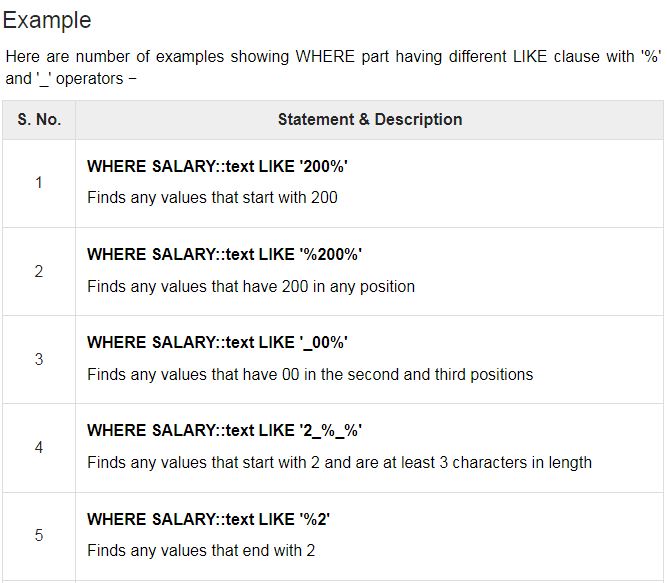 Example
Here are number of examples showing WHERE part having different LIKE clause with '%'
and '_' operators −
S. No. Statement & Description
1
WHERE SALARY::text LIKE '200%'
Finds any values that start with 200
2
WHERE SALARY::text LIKE '%200%'
Finds any values that have 200 in any position
3
WHERE SALARY::text LIKE '_00%'
Finds any values that have 00 in the second and third positions
4
WHERE SALARY::text LIKE '2_%_%'
Finds any values that start with 2 and are at least 3 characters in length
5
WHERE SALARY::text LIKE '%2'
Finds any values that end with 2